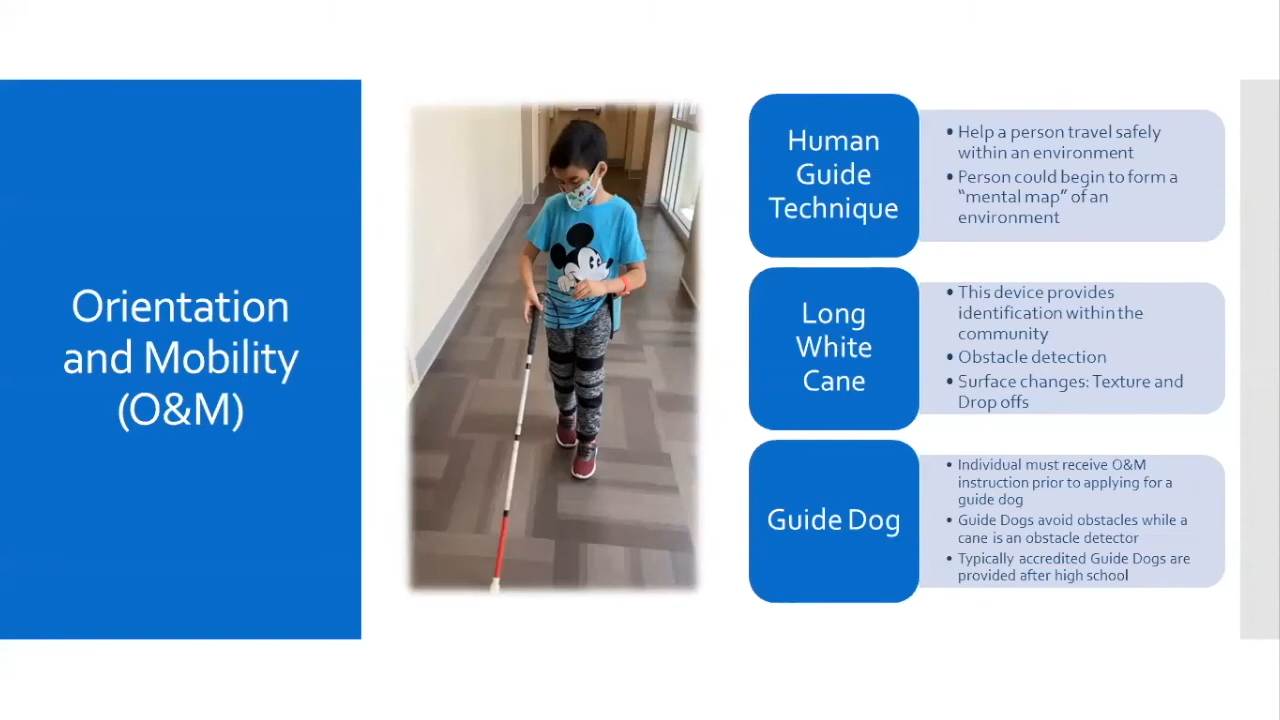 Orientation
and Mobility
(O&M)
Human
Guide
Technique
• Help a person travel safely
within an environment
• Person could begin to form a
“mental map” of an
environment
Long
White
Cane
• This device provides
identification within the
community
• Obstacle detection
• Surface changes: Texture and
Drop offs
Guide Dog
• Individual must receive O&M
instruction prior to applying for a
guide dog
• Guide Dogs avoid obstacles while a
cane is an obstacle detector
• Typically accredited Guide Dogs are
provided after high school